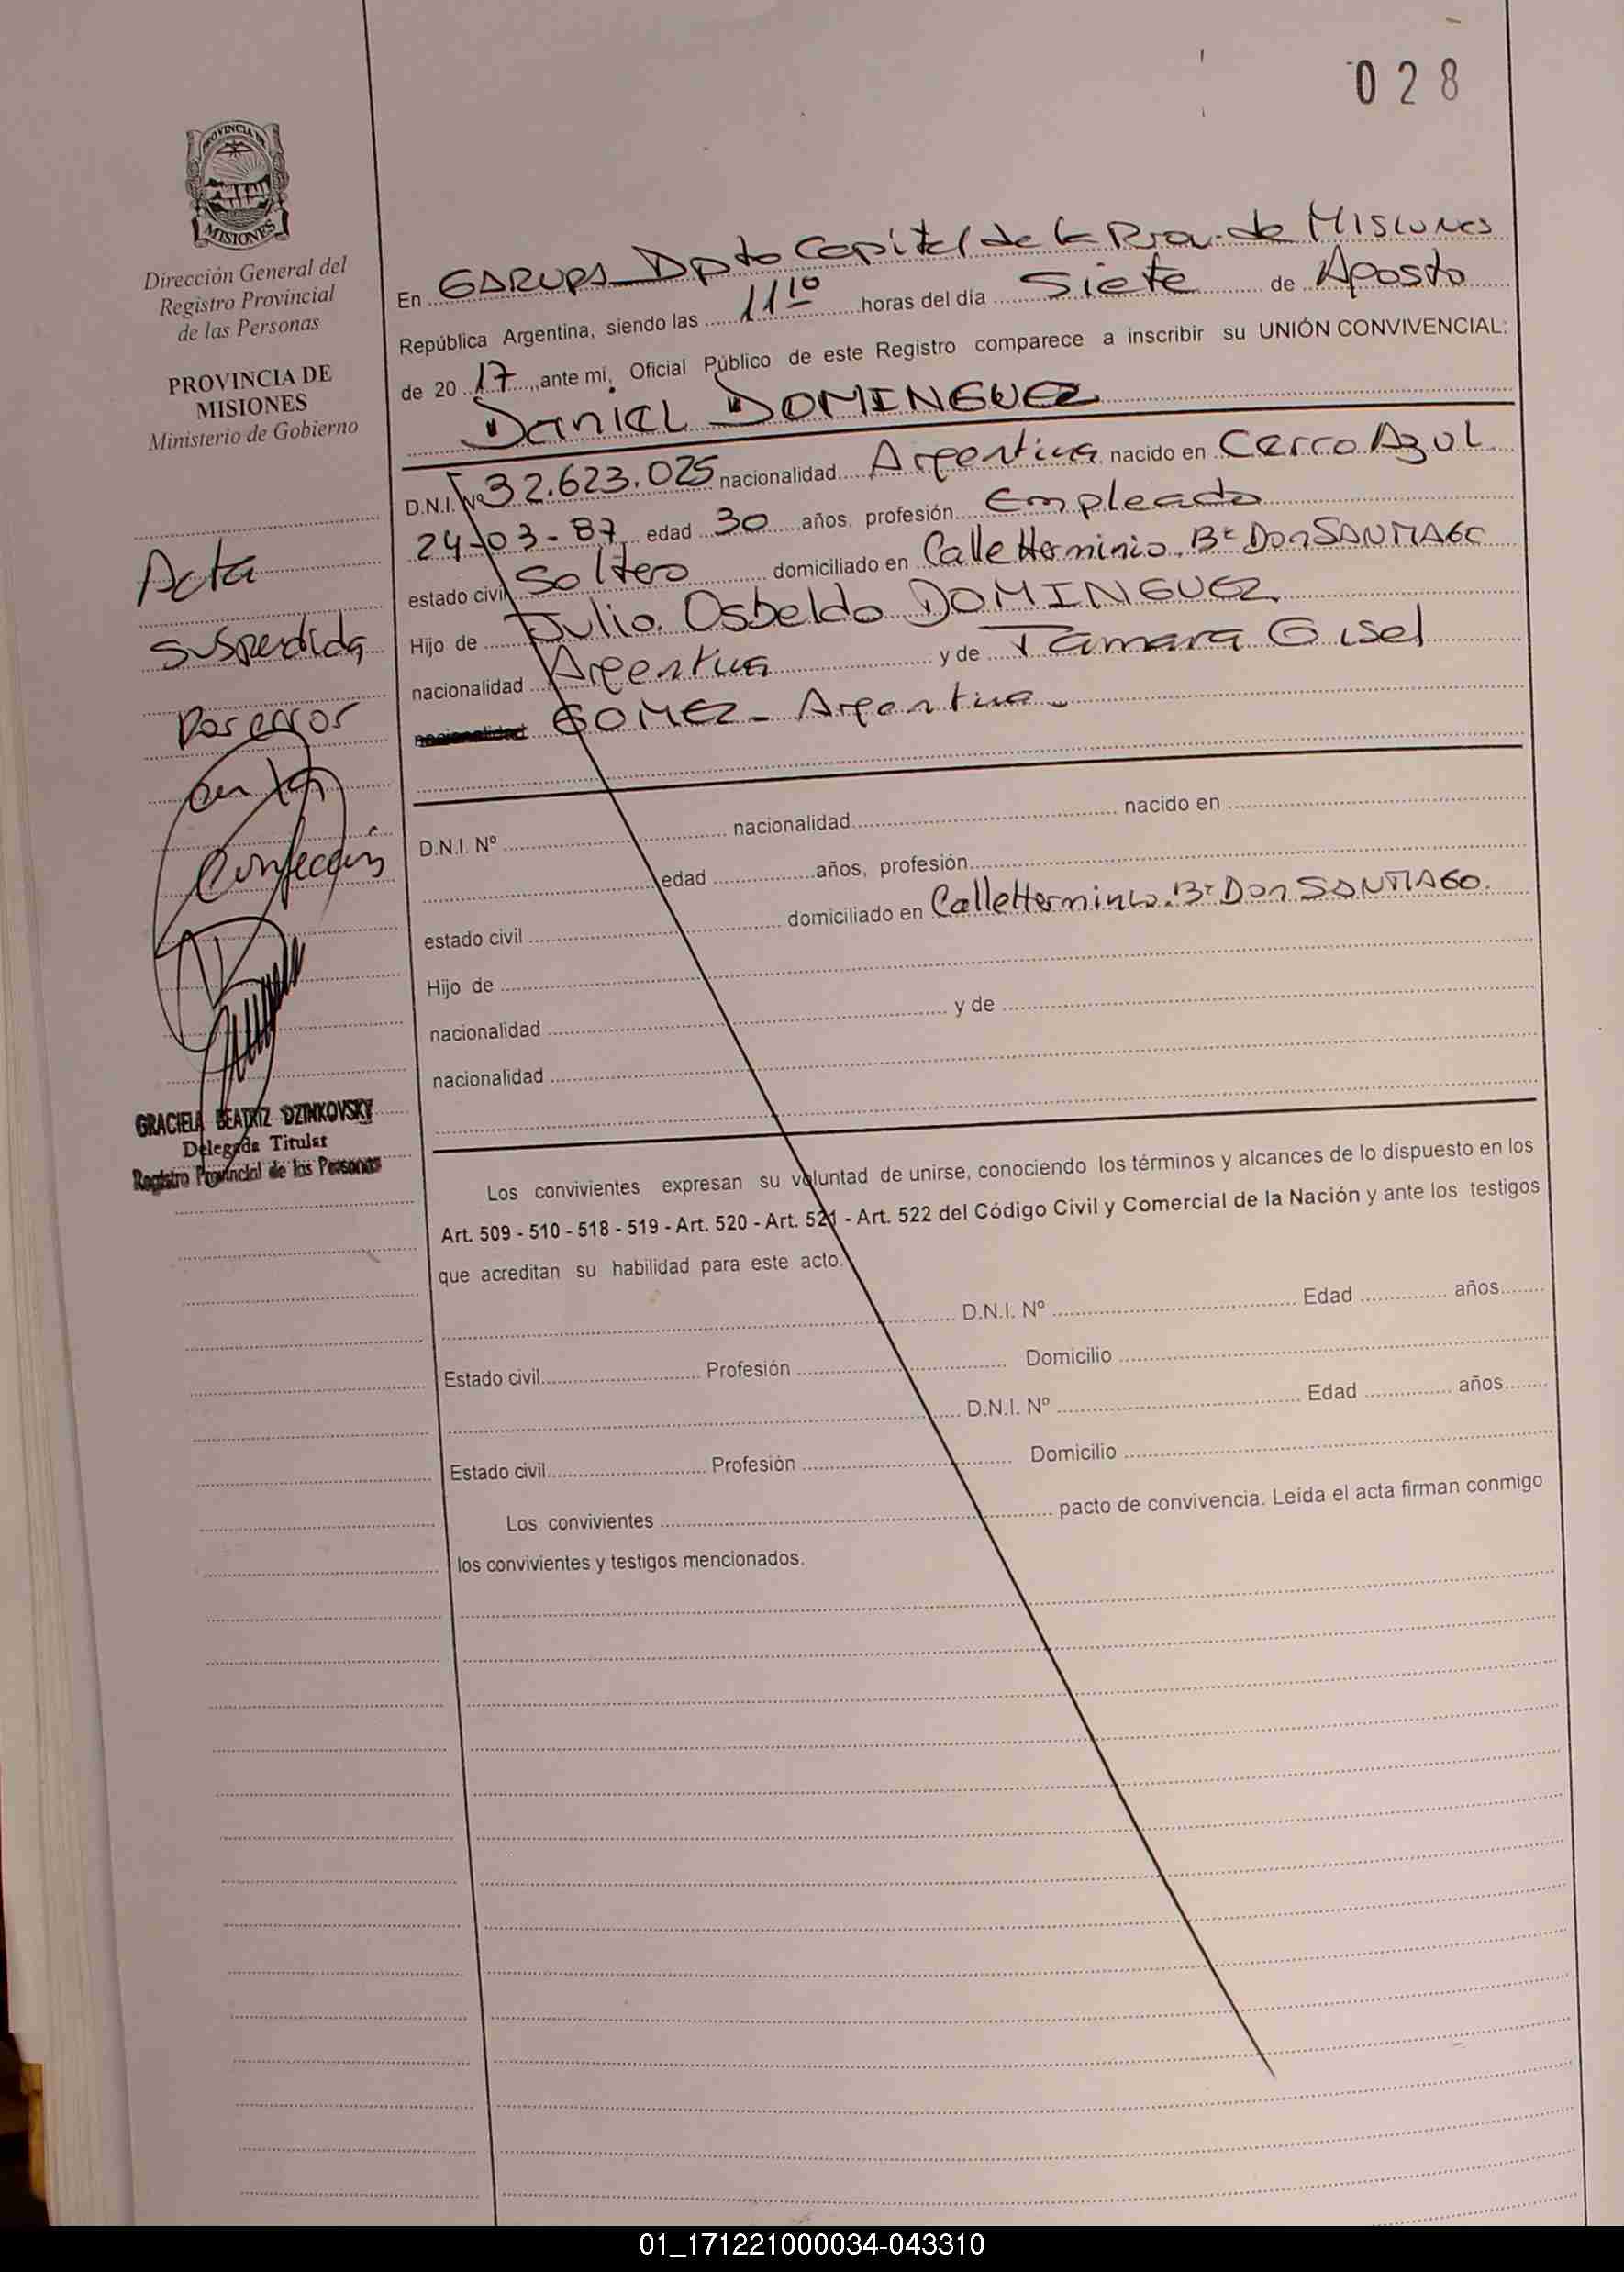 028
PROVINCIA DE
MISIONES
Dirección General del
Registro Provincial
de las Personas
PROVINCIA DE
MISIONES
Ministerio de Gobierno
Acta
suspendida
Por error
en la
Confección
GRACIELA BEATRIZ DZINKOVSKY
Delegada Titular
Registro Provincial de las Personas
En GARUPA Dpto Capital de la Prov. de MISIONES
República Argentina, siendo las 11 10 horas del día Siete de Agosto
de 20 17, ante mí, Oficial Público de este Registro comparece a inscribir su UNIÓN CONVIVENCIAL:
Daniel DOMINGUEZ
D.N.I. Nº 32.623.025 nacionalidad Argentina nacido en Cerro Azul
24-03-87 edad 30 años, profesión Empleado
estado civil Soltero domiciliado en Calle Herminio. Bº Don SANTIAGO
Hijo de Julio Osbeldo DOMINGUEZ
nacionalidad Argentina y de Tamara Gisel
nacionalidad GOMEZ - Argentina.
D.N.I. Nº nacionalidad nacido en
edad años, profesión
estado civil domiciliado en Calle Herminio. Bº Don SANTIAGO.
Hijo de
nacionalidad y de
nacionalidad
Los convivientes expresan su voluntad de unirse, conociendo los términos y alcances de lo dispuesto en los
Art. 509 - 510 - 518 - 519 - Art. 520 - Art. 521 - Art. 522 del Código Civil y Comercial de la Nación y ante los testigos
que acreditan su habilidad para este acto.
D.N.I. Nº Edad años
Estado civil Profesión Domicilio
D.N.I. Nº Edad años
Estado civil Profesión Domicilio
Los convivientes pacto de convivencia. Leída el acta firman conmigo
los convivientes y testigos mencionados.
01_171221000034-043310